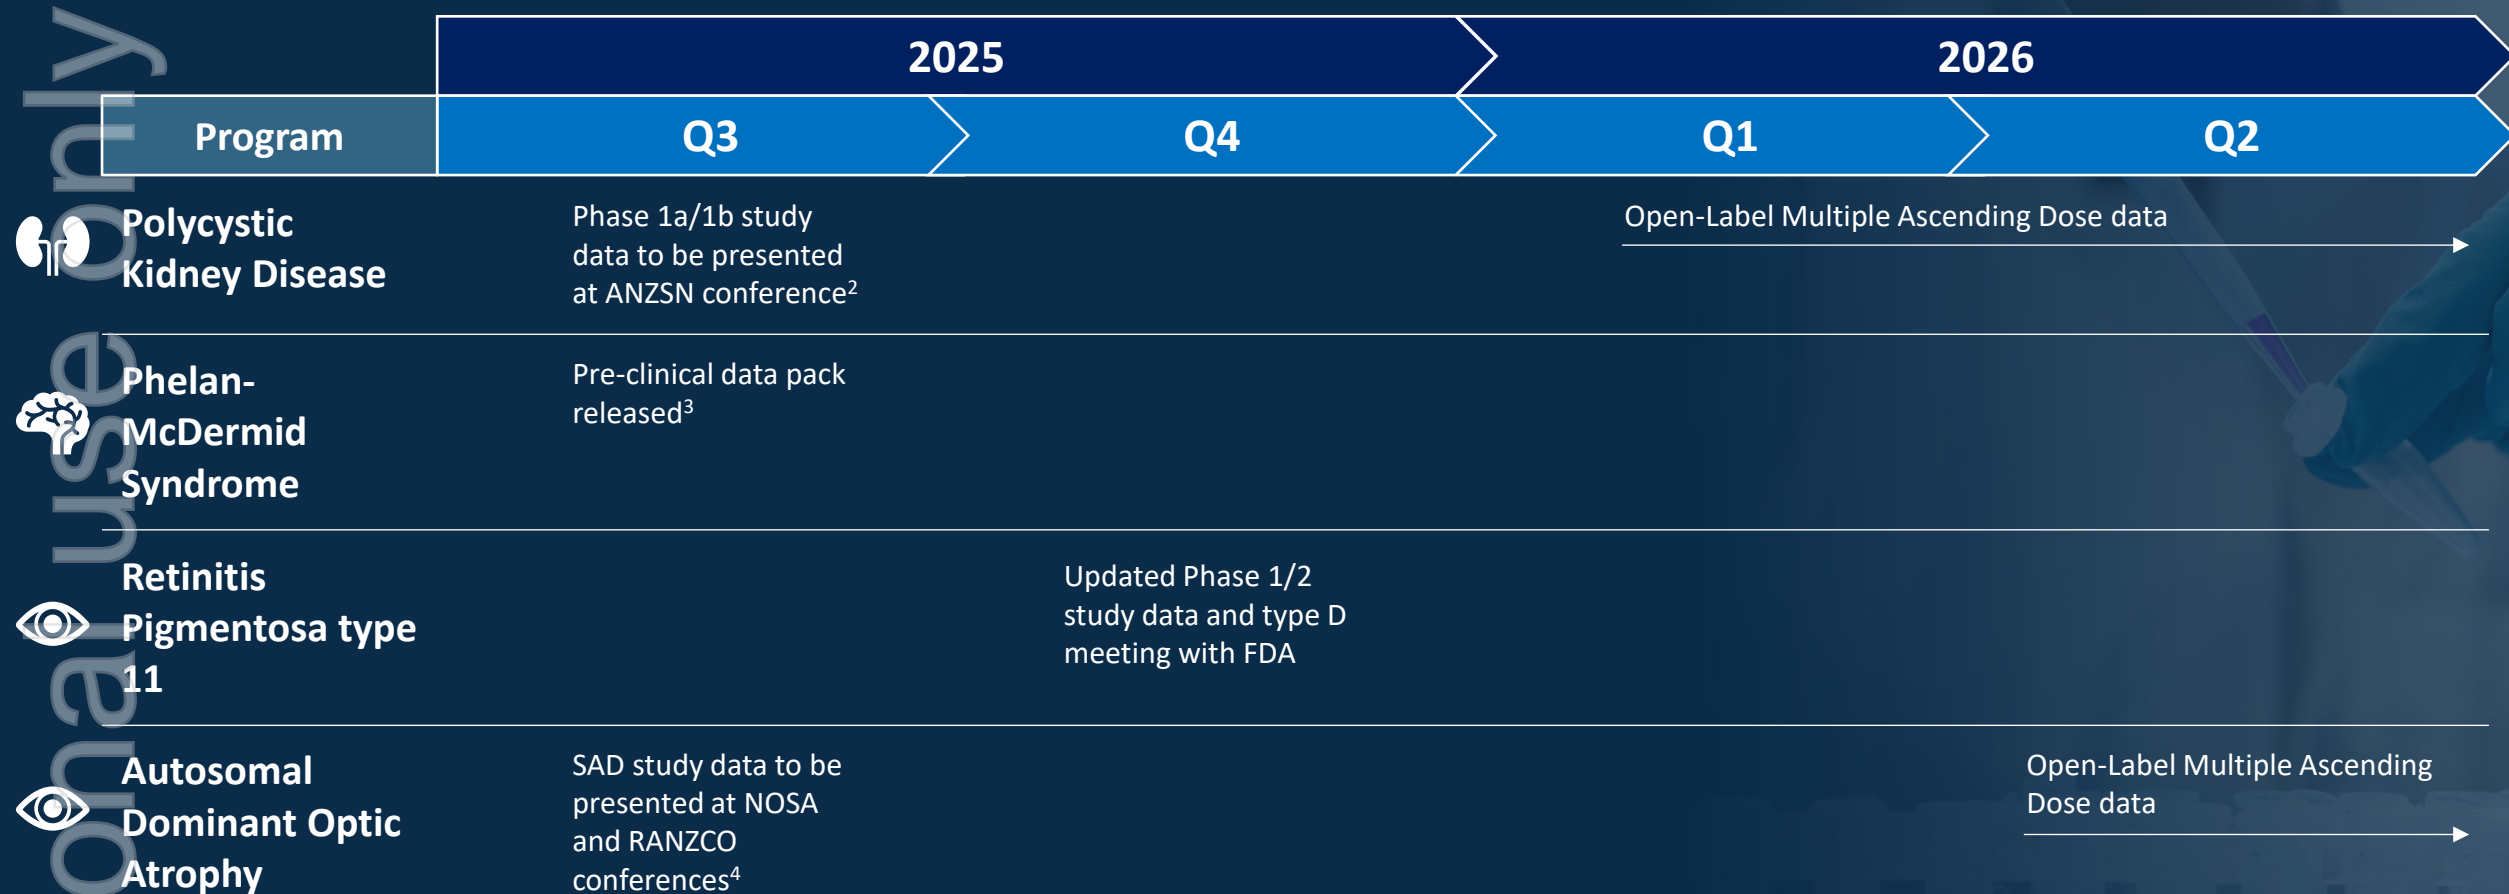 2025
2026
Program
Q3
Q4
Q1
Q2
Polycystic
Kidney Disease
Phase 1a/1b study
data to be presented
at ANZSN conference²
Open-Label Multiple Ascending Dose data
Phelan-
McDermid
Syndrome
Pre-clinical data pack
released³
Retinitis
Pigmentosa type
11
Updated Phase 1/2
study data and type D
meeting with FDA
Autosomal
Dominant Optic
Atrophy
SAD study data to be
presented at NOSA
and RANZCO
conferences⁴
Open-Label Multiple Ascending
Dose data
onal use only